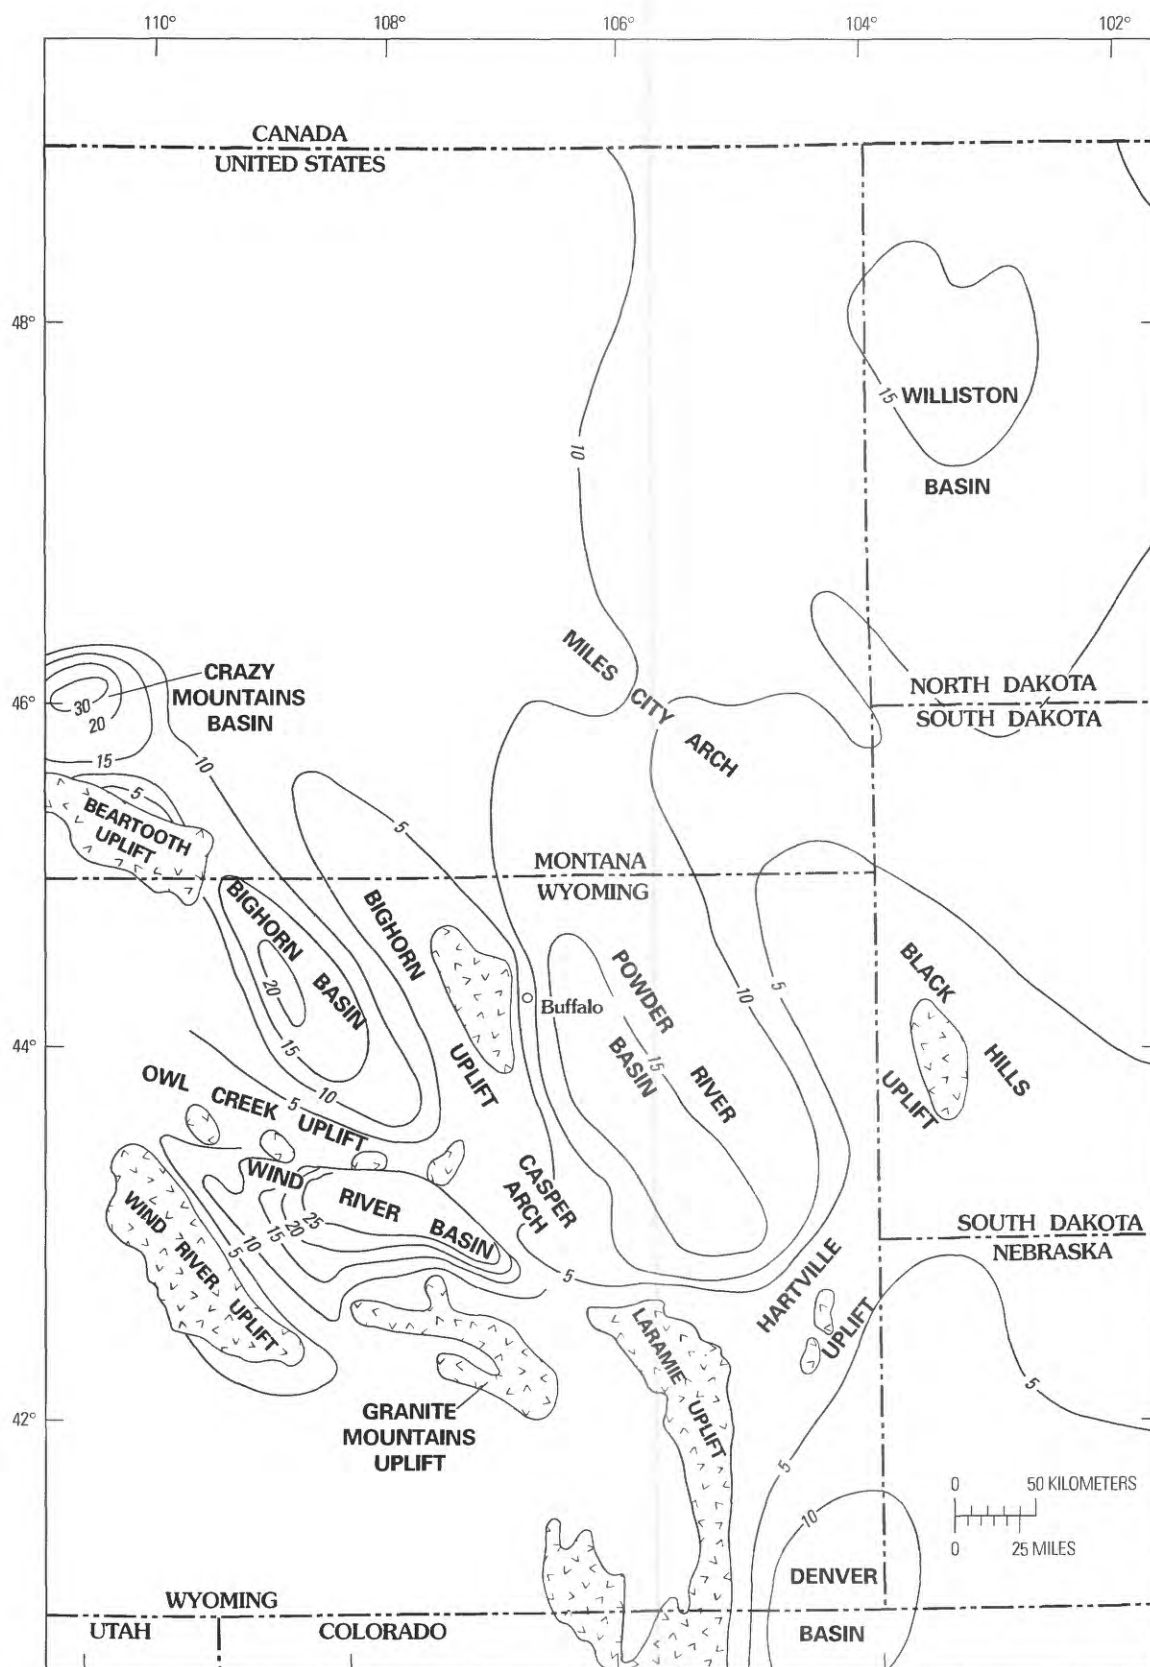 110° 108° 106° 104° 102°
CANADA
UNITED STATES
48°
15
WILLISTON
BASIN
10
MILES CITY ARCH
CRAZY
MOUNTAINS
BASIN
30
20
15
10
46°
NORTH DAKOTA
SOUTH DAKOTA
5
BEARTOOTH
UPLIFT
5
MONTANA
WYOMING
BIGHORN
BASIN
20
15
10
BIGHORN
UPLIFT
Buffalo
POWDER
RIVER
BASIN
15
10
5
BLACK
HILLS
UPLIFT
44°
OWL CREEK UPLIFT
5
WIND RIVER BASIN
25
20
15
10
5
WIND RIVER UPLIFT
CASPER
ARCH
5
SOUTH DAKOTA
NEBRASKA
HARTVILLE
UPLIFT
LARAMIE
UPLIFT
5
42°
GRANITE
MOUNTAINS
UPLIFT
5
10
0 50 KILOMETERS
0 25 MILES
DENVER
BASIN
WYOMING
UTAH COLORADO